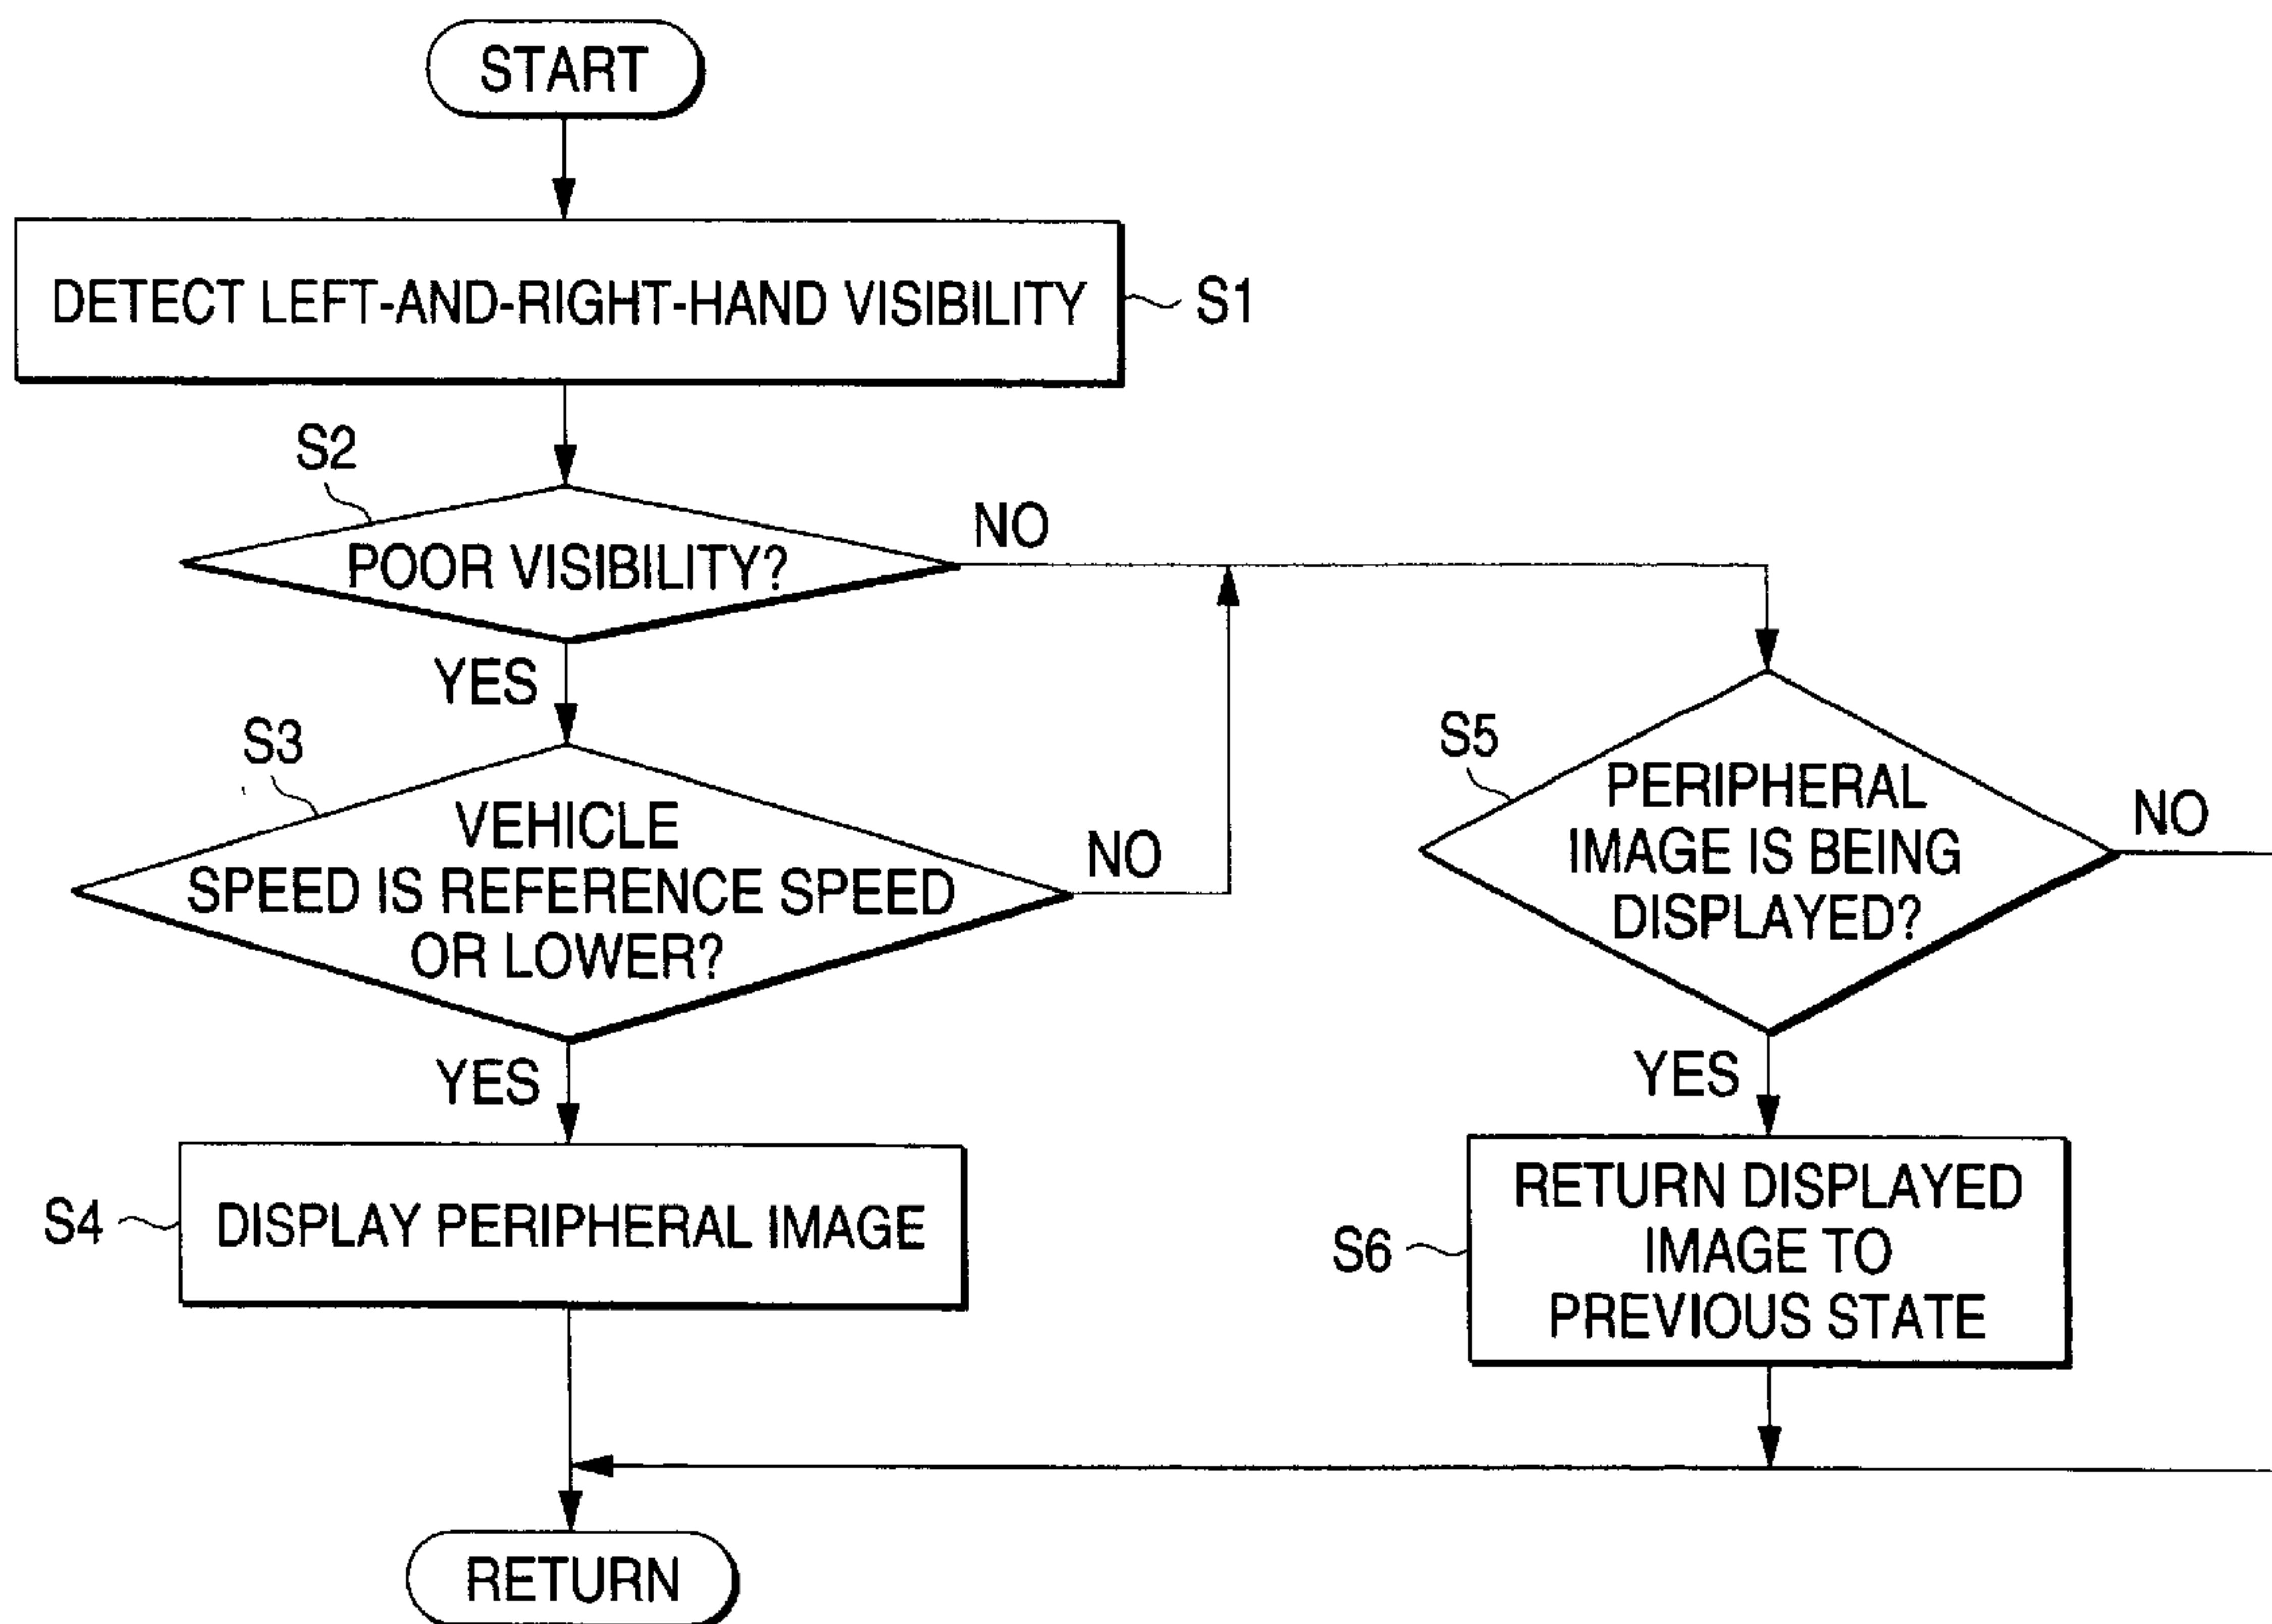 START
DETECT LEFT-AND-RIGHT-HAND VISIBILITY
S1
S2
POOR VISIBILITY?
NO
YES
S3
VEHICLE
SPEED IS REFERENCE SPEED
OR LOWER?
NO
YES
S4
DISPLAY PERIPHERAL IMAGE
S5
PERIPHERAL
IMAGE IS BEING
DISPLAYED?
NO
YES
S6
RETURN DISPLAYED
IMAGE TO
PREVIOUS STATE
RETURN